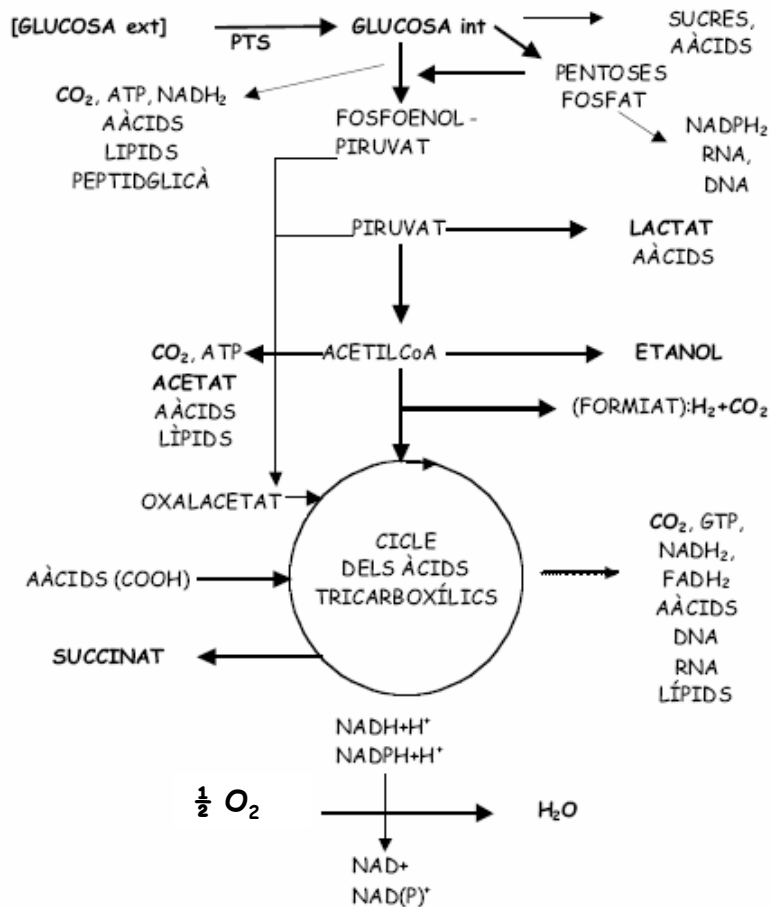 [GLUCOSA ext]
PTS
GLUCOSA int
SUCRES,
AÀCIDS
PENTOSES
FOSFAT
CO₂, ATP, NADH₂
AÀCIDS
LIPIDS
PEPTIDGLICÀ
FOSFOENOL-
PIRUVAT
NADPH₂
RNA,
DNA
PIRUVAT
LACTAT
AÀCIDS
CO₂, ATP
ACETAT
AÀCIDS
LÌPIDS
ACETILCoA
ETANOL
(FORMIAT):H₂+CO₂
OXALACETAT
CICLE
DELS ÀCIDS
TRICARBOXÍLICS
CO₂, GTP,
NADH₂,
FADH₂
AÀCIDS
DNA
RNA
LÍPIDS
AÀCIDS (COOH)
SUCCINAT
NADH+H⁺
NADPH+H⁺
½ O₂
H₂O
NAD+
NAD(P)⁺